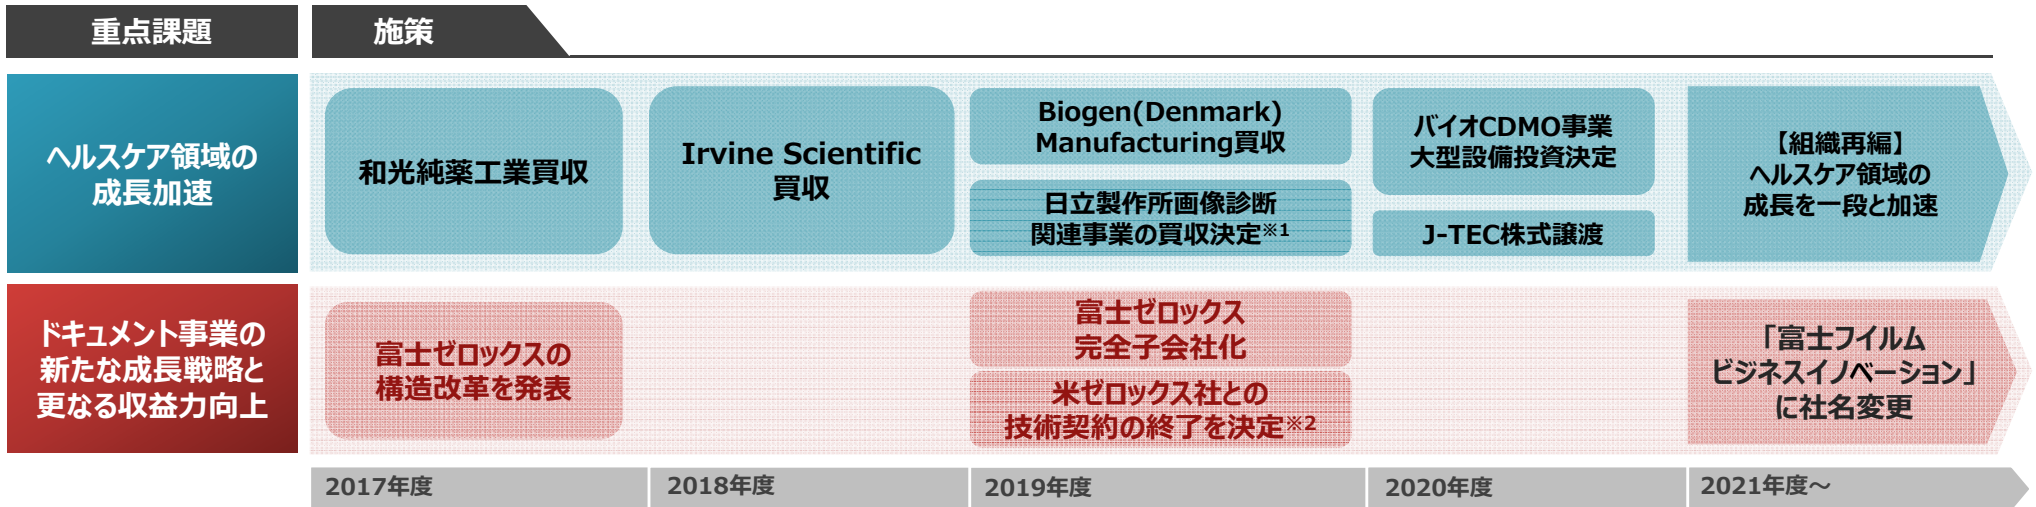 重点課題
施策
ヘルスケア領域の
成長加速
和光純薬工業買収
Irvine Scientific
買収
Biogen(Denmark)
Manufacturing買収
日立製作所画像診断
関連事業の買収決定※1
バイオCDMO事業
大型設備投資決定
J-TEC株式譲渡
【組織再編】
ヘルスケア領域の
成長を一段と加速
ドキュメント事業の
新たな成長戦略と
更なる収益力向上
富士ゼロックスの
構造改革を発表
富士ゼロックス
完全子会社化
米ゼロックス社との
技術契約の終了を決定※2
「富士フイルム
ビジネスイノベーション」
に社名変更
2017年度
2018年度
2019年度
2020年度
2021年度～